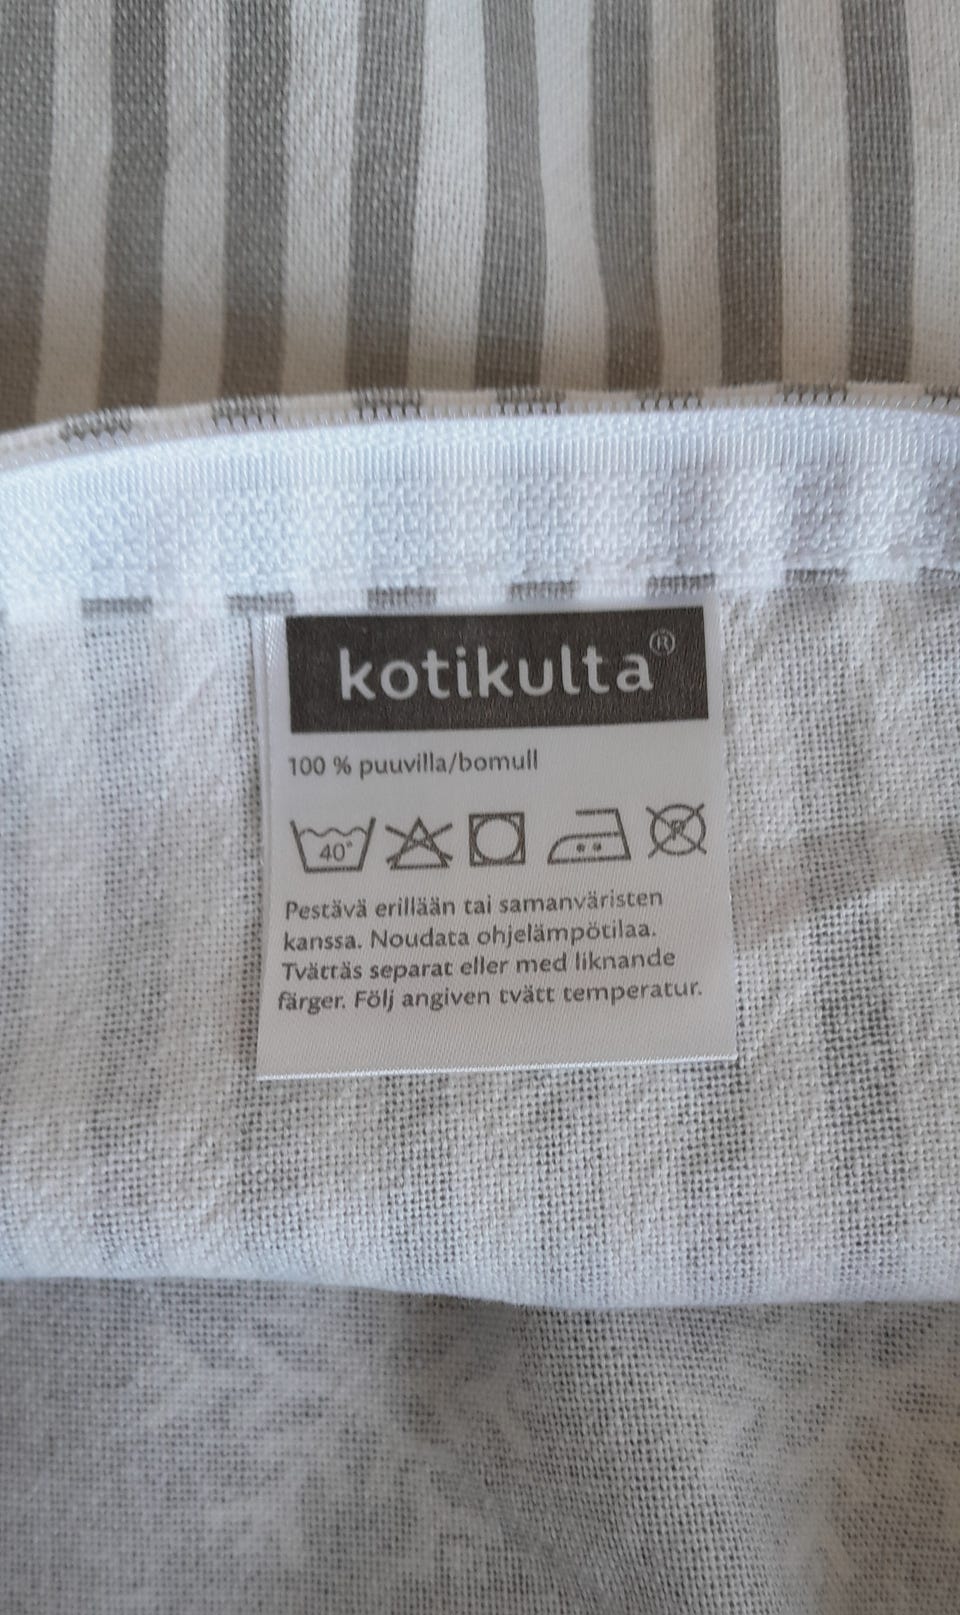 kotikulta®
100 % puuvilla/bomull
40°
P
Pestävä erillään tai samanväristen
kanssa. Noudata ohjelämpötilaa.
Tvättäs separat eller med liknande
färger. Följ angiven tvätt temperatur.